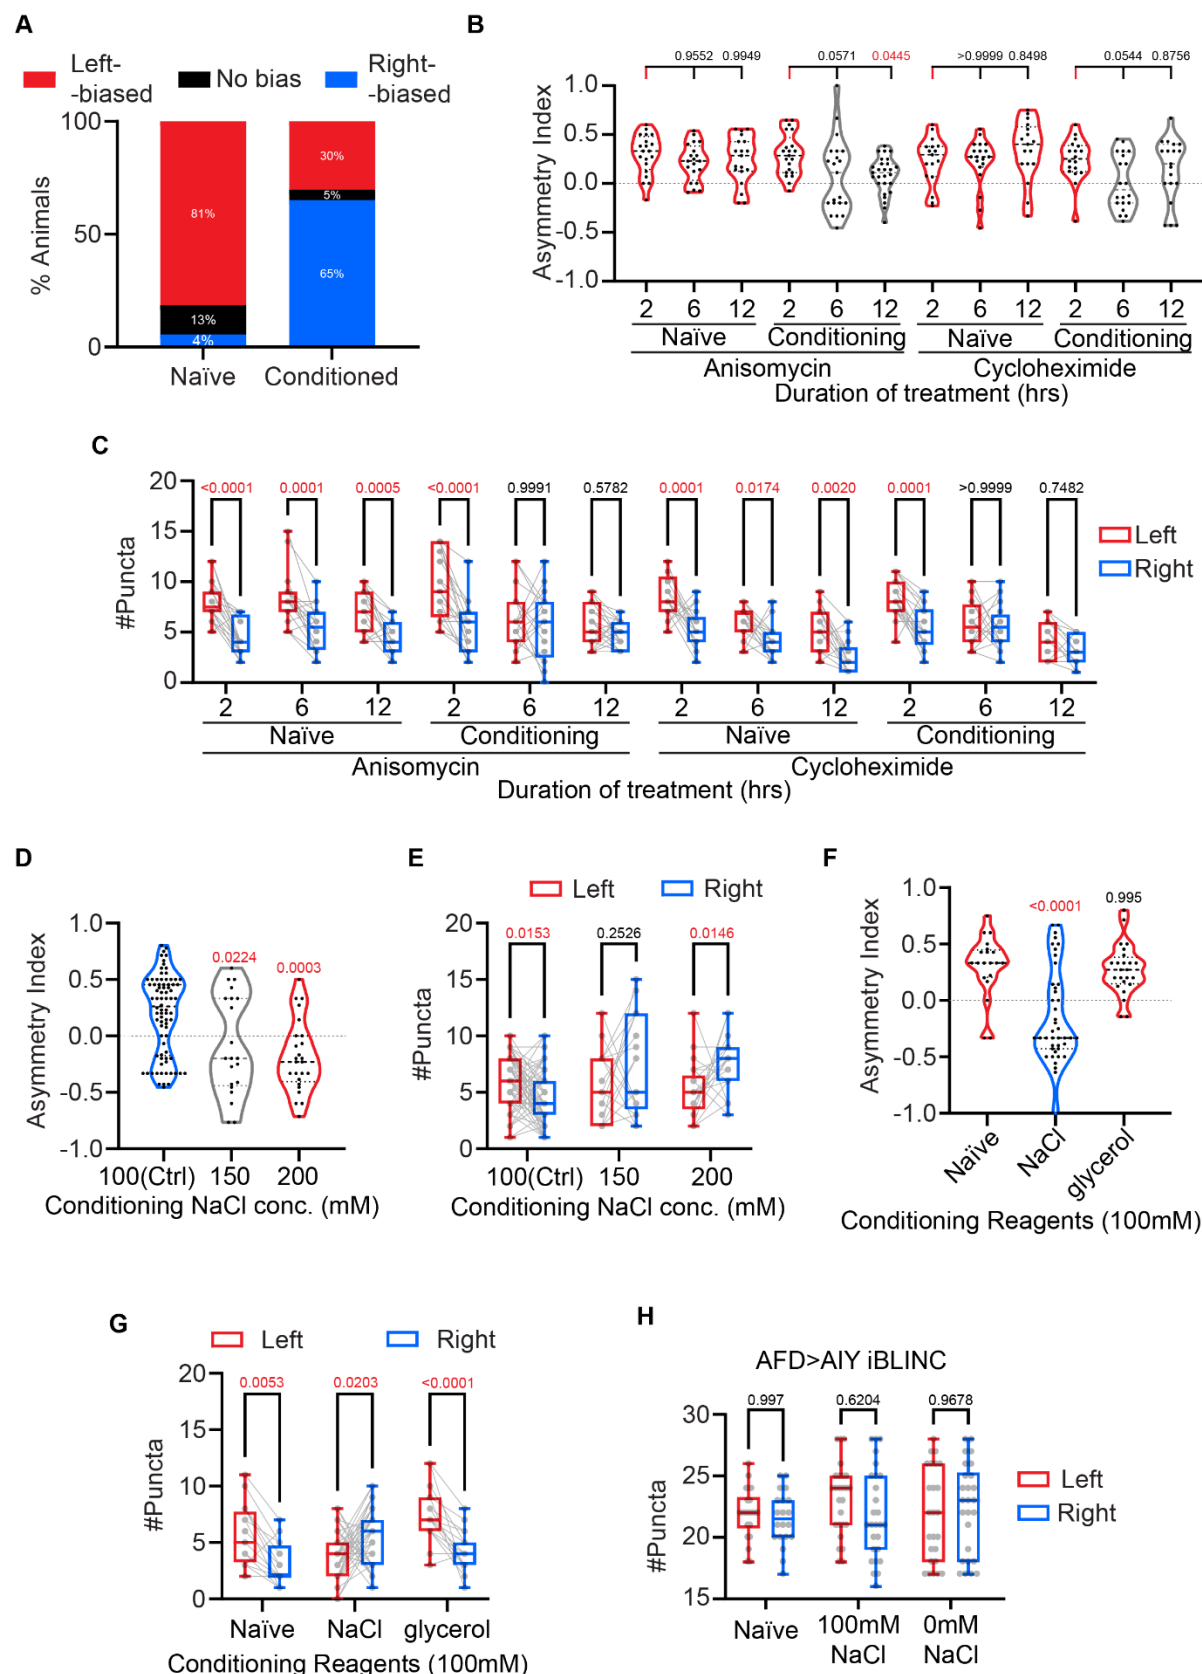 A
Left-
-biased
No bias
Right-
-biased
% Animals
100
50
0
81%
13%
4%
30%
5%
65%
Naïve
Conditioned
B
Asymmetry Index
1.0
0.5
0.0
-0.5
-1.0
0.9552 0.9949 0.0571 0.0445 >0.9999 0.8498 0.0544 0.8756
2 6 12 2 6 12 2 6 12 2 6 12
Naïve Conditioning Naïve Conditioning
Anisomycin Cycloheximide
Duration of treatment (hrs)
C
#Puncta
20
15
10
5
0
<0.0001 0.0001 0.0005 <0.0001 0.9991 0.5782 0.0001 0.0174 0.0020 0.0001 >0.9999 0.7482
Left
Right
2 6 12 2 6 12 2 6 12 2 6 12
Naïve Conditioning Naïve Conditioning
Anisomycin Cycloheximide
Duration of treatment (hrs)
D
Asymmetry Index
1.0
0.5
0.0
-0.5
-1.0
0.0224
0.0003
100(Ctrl) 150 200
Conditioning NaCl conc. (mM)
E
Left Right
#Puncta
20
15
10
5
0
0.0153 0.2526 0.0146
100(Ctrl) 150 200
Conditioning NaCl conc. (mM)
F
Asymmetry Index
1.0
0.5
0.0
-0.5
-1.0
<0.0001
0.995
Naïve
NaCl
glycerol
Conditioning Reagents (100mM)
G
Left Right
#Puncta
20
15
10
5
0
0.0053 0.0203 <0.0001
Naïve NaCl glycerol
Conditioning Reagents (100mM)
H
AFD>AIY iBLINC
#Puncta
30
25
20
15
0.997 0.6204 0.9678
Left
Right
Naïve
100mM
NaCl
0mM
NaCl